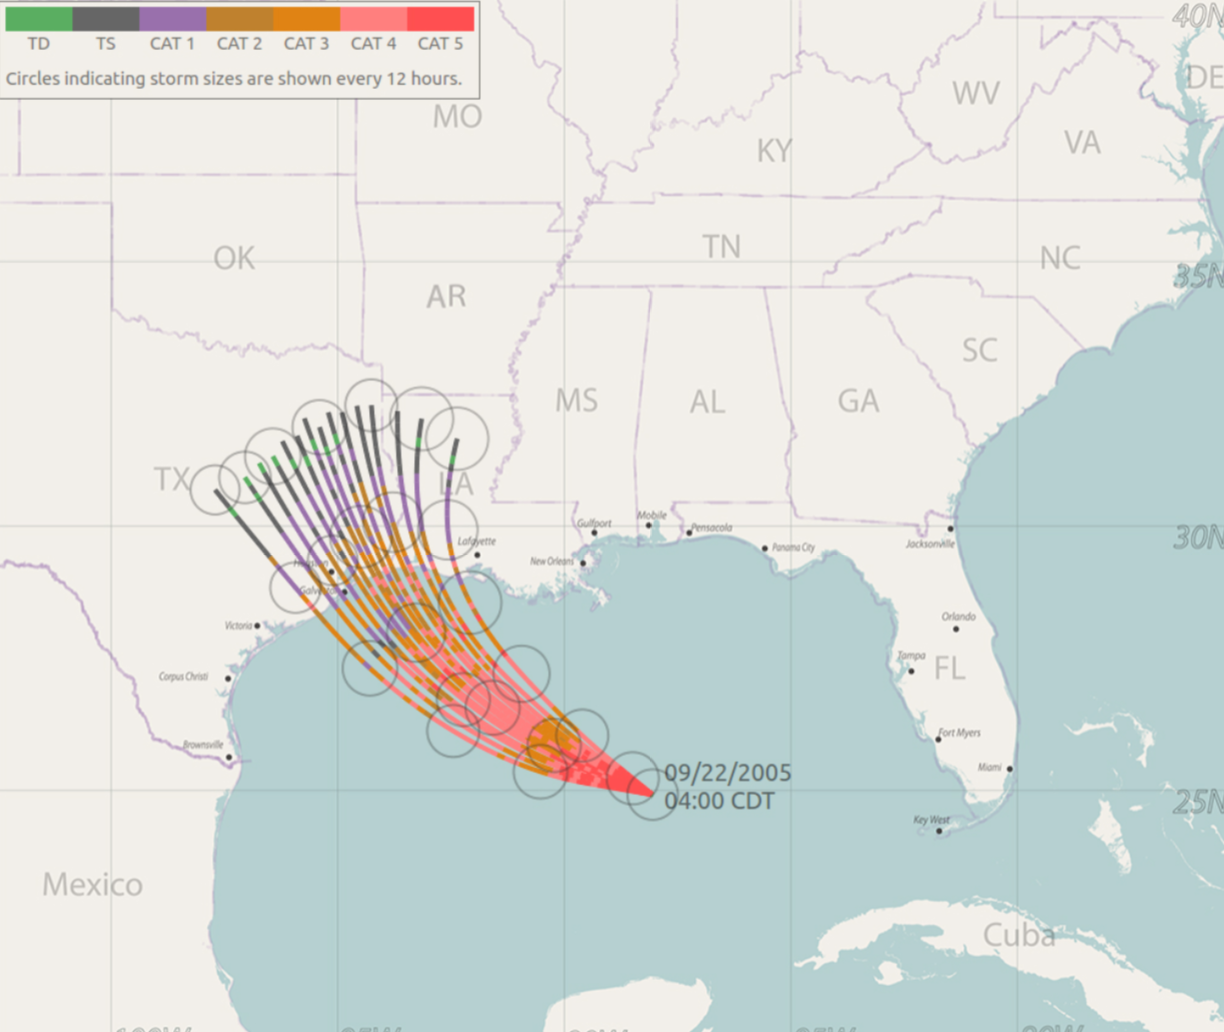 TD TS CAT 1 CAT 2 CAT 3 CAT 4 CAT 5
Circles indicating storm sizes are shown every 12 hours.
40N
DE
WV
MO
VA
KY
TN
OK
NC
35N
AR
SC
MS
AL
GA
TX
LA
Mobile
Gulfport
Pensacola
30N
Lafayette
Jacksonville
Panama City
New Orleans
Orlando
Victoria
Tampa
FL
Corpus Christi
Fort Myers
Brownsville
Miami
09/22/2005
04:00 CDT
25N
Key West
Mexico
Cuba